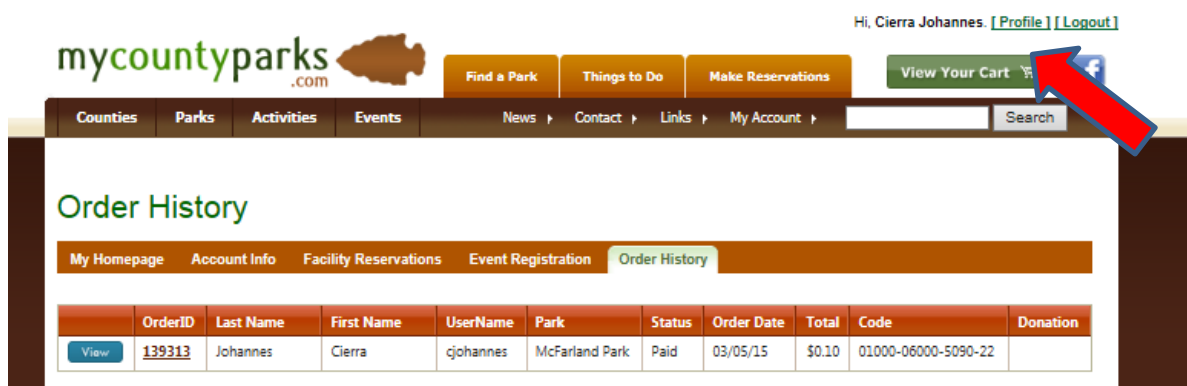 Hi, Cierra Johannes. [ Profile ] [ Logout ]
mycountyparks
.com
Find a Park Things to Do Make Reservations View Your Cart f
Counties Parks Activities Events News Contact Links My Account Search
Order History
My Homepage Account Info Facility Reservations Event Registration Order History
OrderID Last Name First Name UserName Park Status Order Date Total Code Donation
View 139313 Johannes Cierra cjohannes McFarland Park Paid 03/05/15 $0.10 01000-06000-5090-22